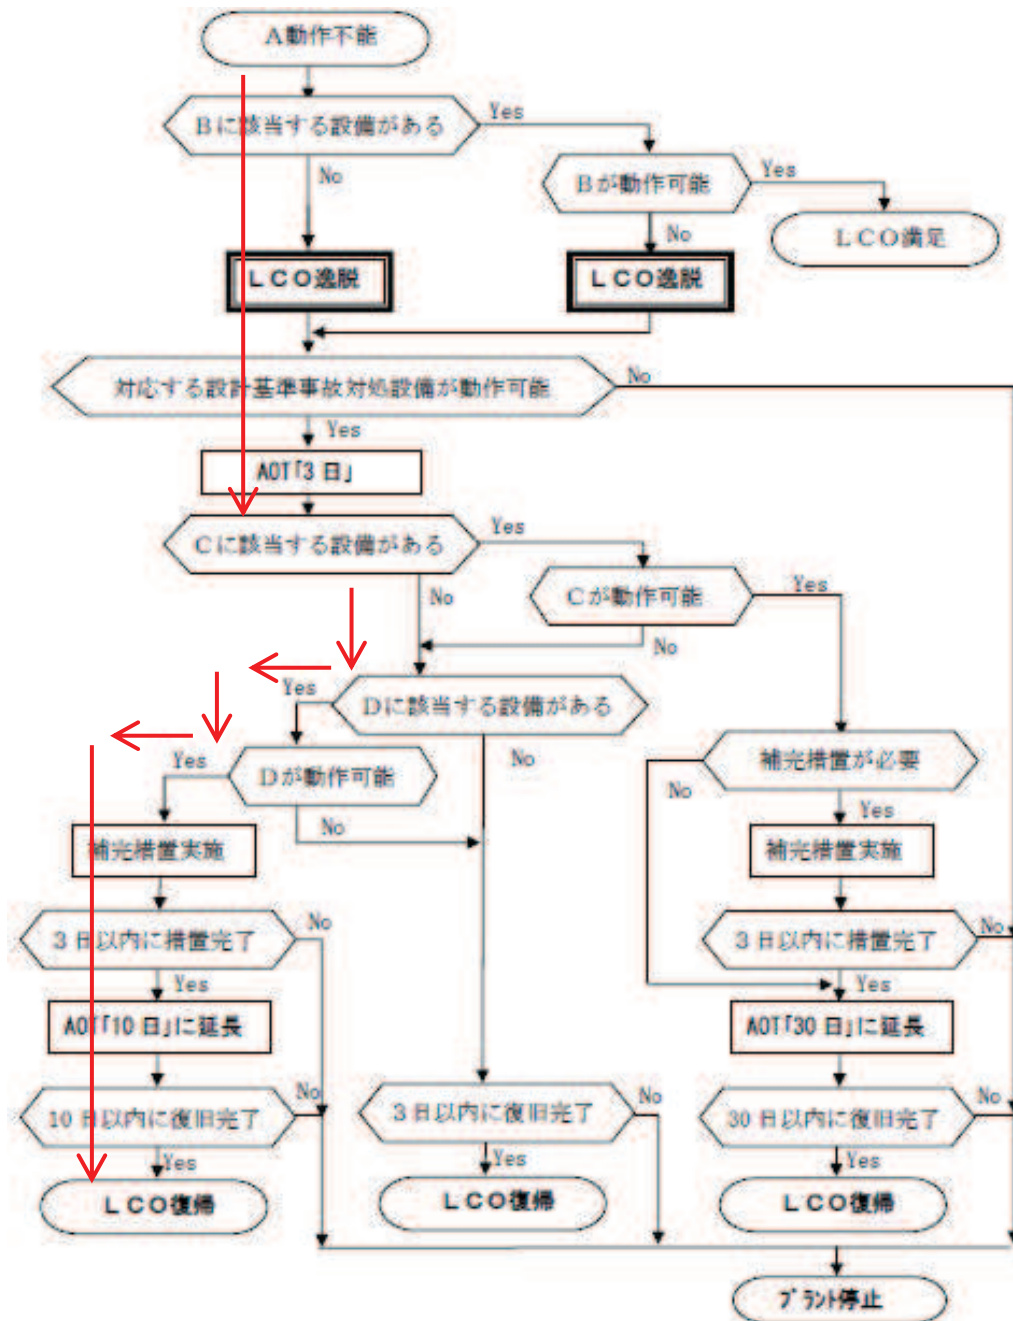 A動作不能
Bに該当する設備がある
Yes
No
Bが動作可能
Yes
No
LCO満足
LCO逸脱
LCO逸脱
対応する設計基準事故対処設備が動作可能
No
Yes
AOT「3日」
Cに該当する設備がある
Yes
No
Cが動作可能
Yes
No
Dに該当する設備がある
Yes
No
Dが動作可能
Yes
No
補完措置が必要
No
Yes
補完措置実施
補完措置実施
3日以内に措置完了
No
Yes
3日以内に措置完了
No
Yes
AOT「10日」に延長
AOT「30日」に延長
10日以内に復旧完了
No
Yes
3日以内に復旧完了
No
Yes
30日以内に復旧完了
No
Yes
LCO復帰
LCO復帰
LCO復帰
プラント停止